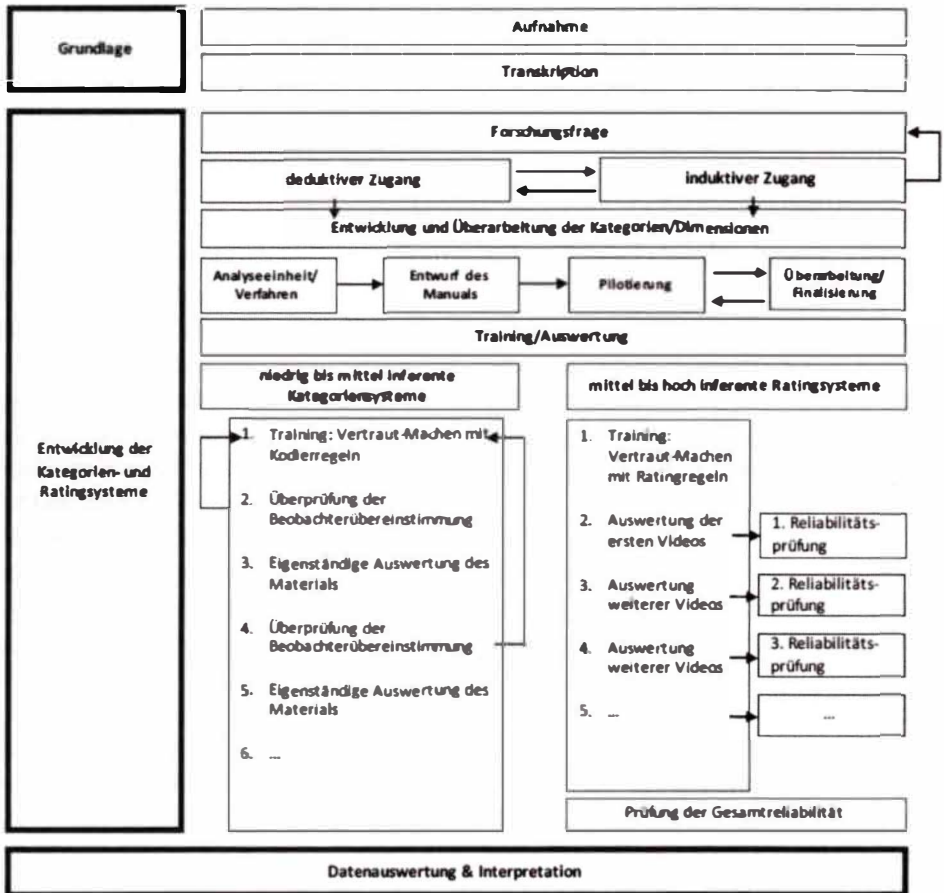 Grundlage
Aufnahme
Transkription
Entwicklung der
Kategorien- und
Ratingsysteme
Forschungsfrage
deduktiver Zugang
induktiver Zugang
Entwicklung und Überarbeitung der Kategorien/Dimensionen
Analyseeinheit/
Verfahren
Entwurf des
Manuals
Pilotierung
Überarbeitung/
Finalisierung
Training/Auswertung
niedrig bis mittel inferente
Kategoriensysteme
1. Training: Vertraut-Machen mit
Kodierregeln
2. Überprüfung der
Beobachterübereinstimmung
3. Eigenständige Auswertung des
Materials
4. Überprüfung der
Beobachterübereinstimmung
5. Eigenständige Auswertung des
Materials
6. ...
mittel bis hoch inferente Ratingsysteme
1. Training:
Vertraut-Machen
mit Ratingregeln
2. Auswertung der
ersten Videos
1. Reliabilitäts-
prüfung
3. Auswertung
weiterer Videos
2. Reliabilitäts-
prüfung
4. Auswertung
weiterer Videos
3. Reliabilitäts-
prüfung
5. ...
...
Prüfung der Gesamtreliabilität
Datenauswertung & Interpretation